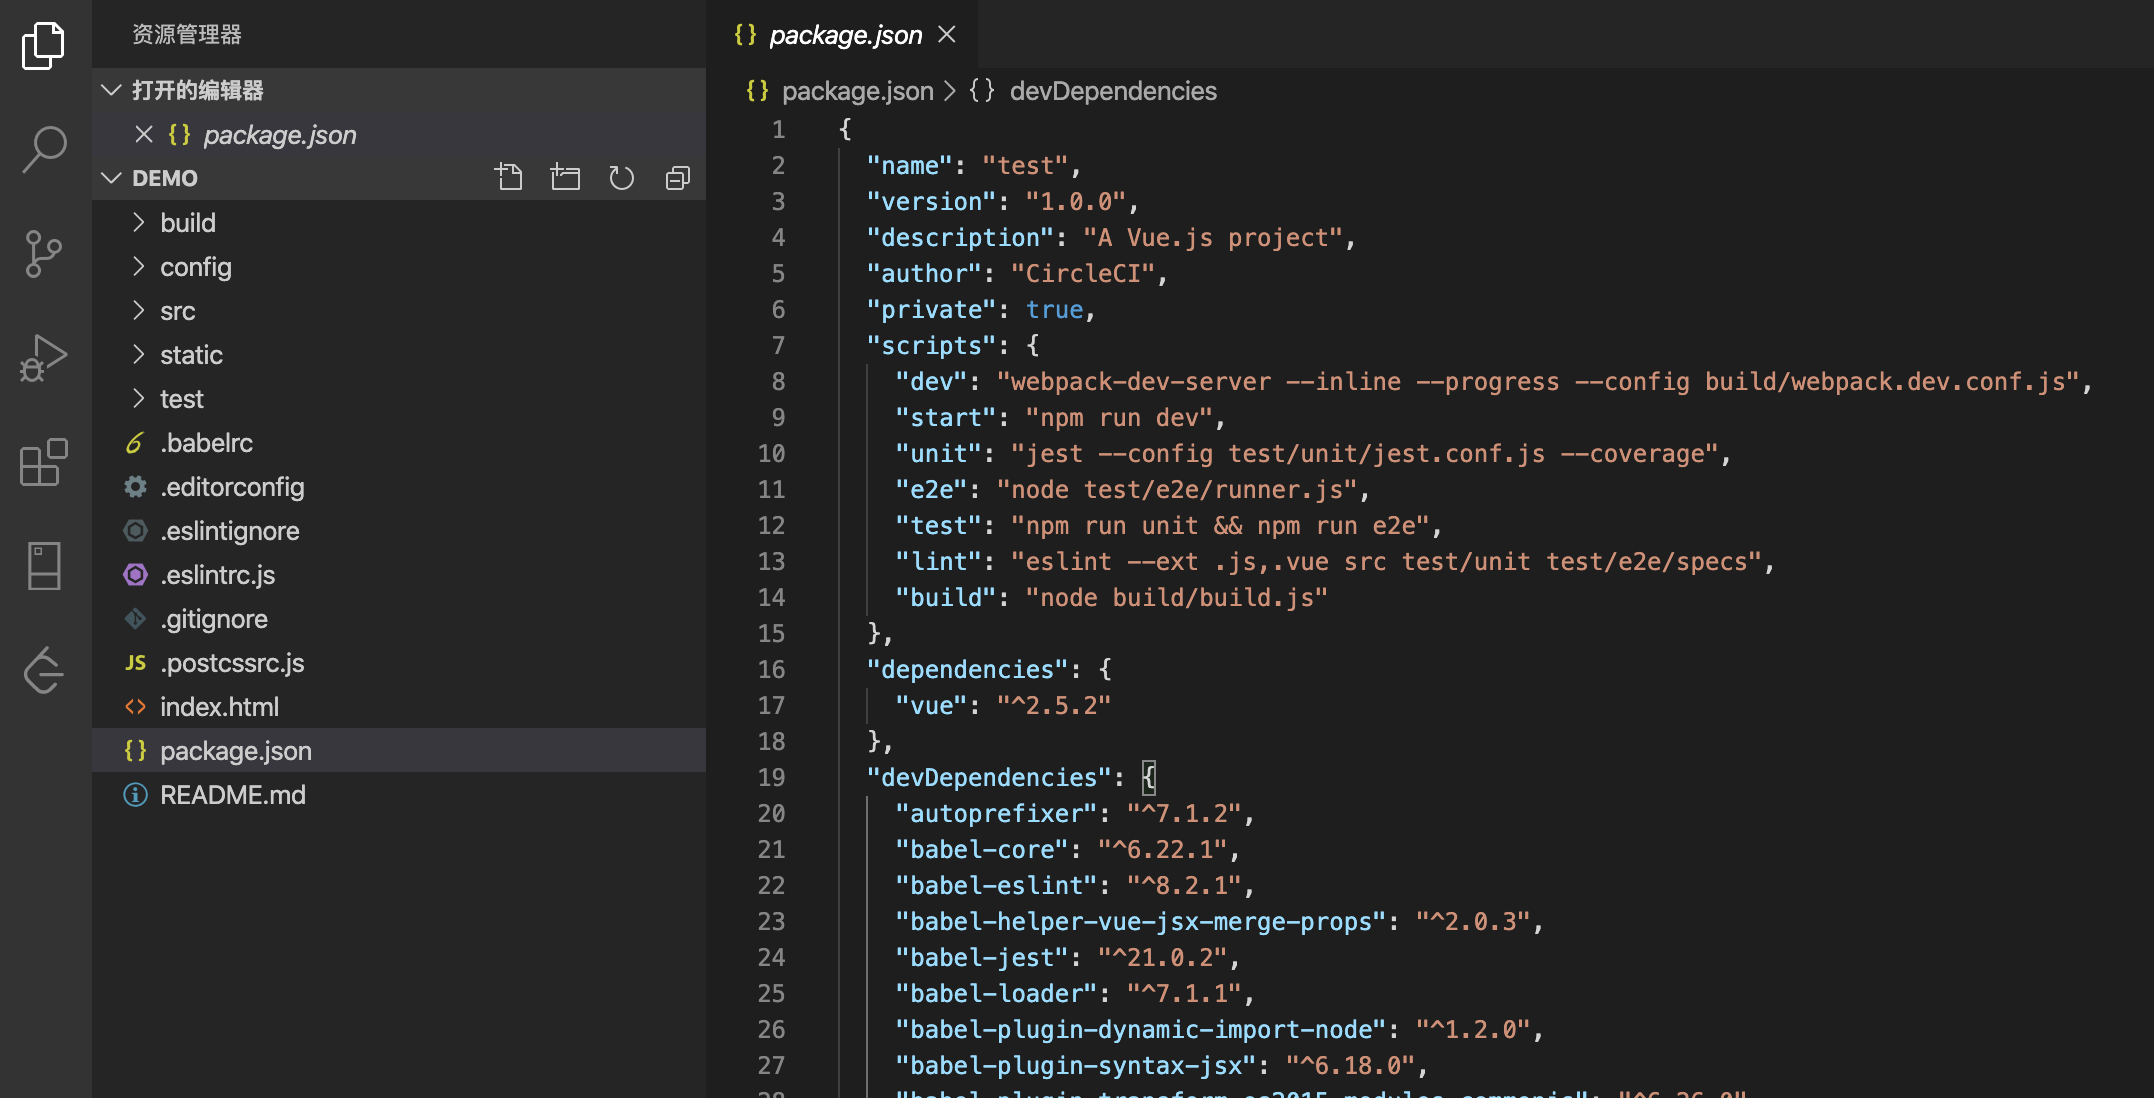 资源管理器
打开的编辑器
package.json
DEMO
build
config
src
static
test
.babelrc
.editorconfig
.eslintignore
.eslintrc.js
.gitignore
JS .postcssrc.js
index.html
{} package.json
README.md
{} package.json
{} package.json > {} devDependencies
1 {
2 "name": "test",
3 "version": "1.0.0",
4 "description": "A Vue.js project",
5 "author": "CircleCI",
6 "private": true,
7 "scripts": {
8 "dev": "webpack-dev-server --inline --progress --config build/webpack.dev.conf.js",
9 "start": "npm run dev",
10 "unit": "jest --config test/unit/jest.conf.js --coverage",
11 "e2e": "node test/e2e/runner.js",
12 "test": "npm run unit && npm run e2e",
13 "lint": "eslint --ext .js,.vue src test/unit test/e2e/specs",
14 "build": "node build/build.js"
15 },
16 "dependencies": {
17 "vue": "^2.5.2"
18 },
19 "devDependencies": {
20 "autoprefixer": "^7.1.2",
21 "babel-core": "^6.22.1",
22 "babel-eslint": "^8.2.1",
23 "babel-helper-vue-jsx-merge-props": "^2.0.3",
24 "babel-jest": "^21.0.2",
25 "babel-loader": "^7.1.1",
26 "babel-plugin-dynamic-import-node": "^1.2.0",
27 "babel-plugin-syntax-jsx": "^6.18.0",